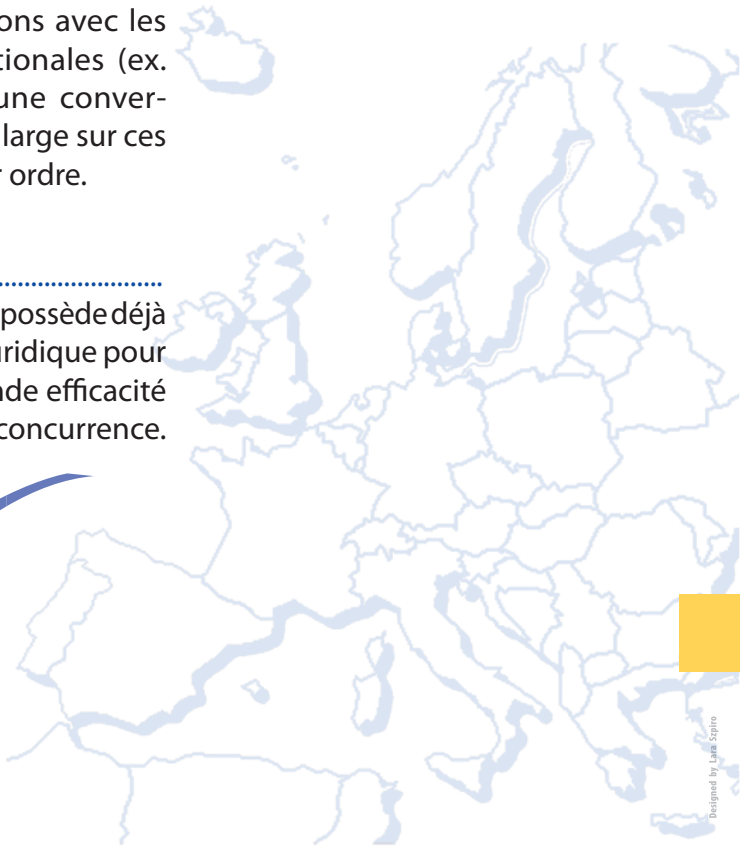 ons avec les
tionales (ex.
une conver-
large sur ces
r ordre.
possède déjà
uridique pour
nde efficacité
concurrence.
Designed by Lara Szpiro